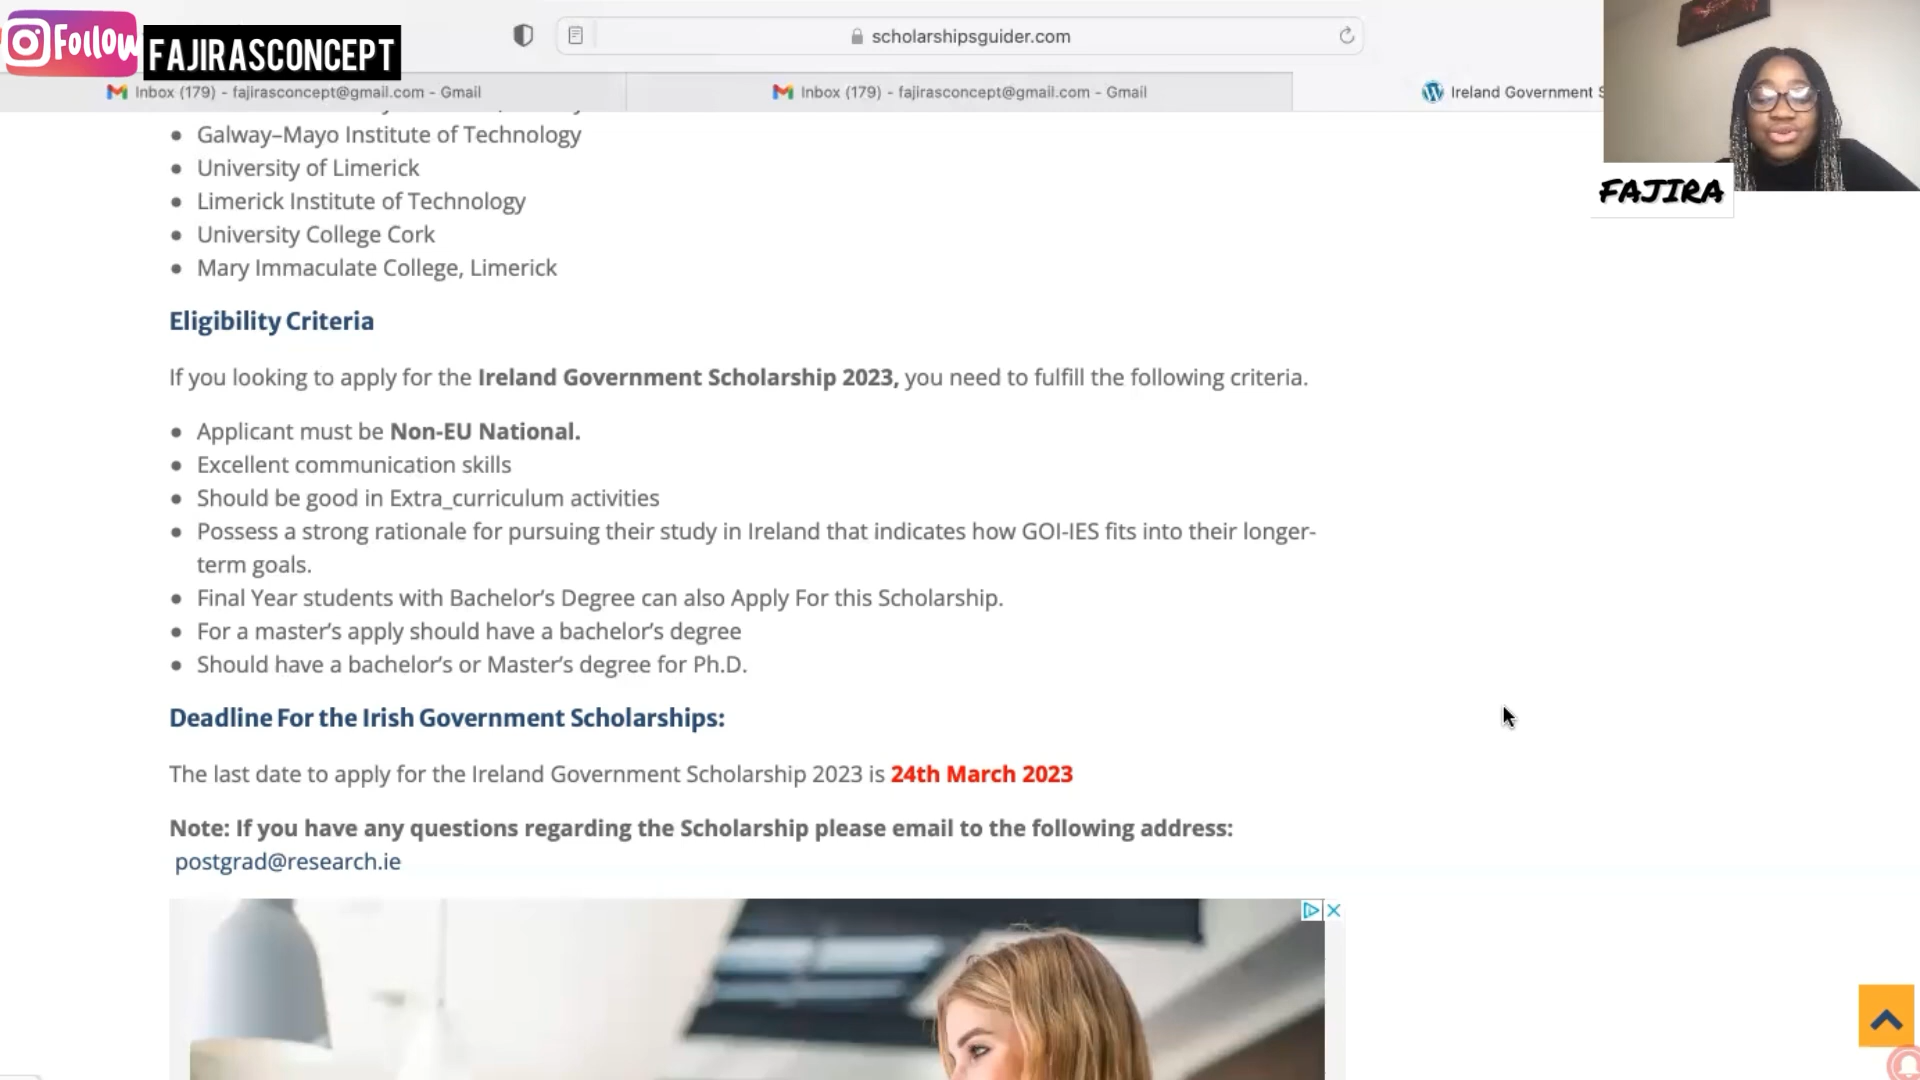 Follow
FAJIRASCONCEPT
scholarshipsguider.com
Inbox (179) - fajirasconcept@gmail.com - Gmail
Inbox (179) - fajirasconcept@gmail.com - Gmail
Ireland Government S
FAJIRA
Galway–Mayo Institute of Technology
University of Limerick
Limerick Institute of Technology
University College Cork
Mary Immaculate College, Limerick
Eligibility Criteria
If you looking to apply for the Ireland Government Scholarship 2023, you need to fulfill the following criteria.
Applicant must be Non-EU National.
Excellent communication skills
Should be good in Extra_curriculum activities
Possess a strong rationale for pursuing their study in Ireland that indicates how GOI-IES fits into their longer-
term goals.
Final Year students with Bachelor’s Degree can also Apply For this Scholarship.
For a master’s apply should have a bachelor’s degree
Should have a bachelor’s or Master’s degree for Ph.D.
Deadline For the Irish Government Scholarships:
The last date to apply for the Ireland Government Scholarship 2023 is 24th March 2023
Note: If you have any questions regarding the Scholarship please email to the following address:
postgrad@research.ie